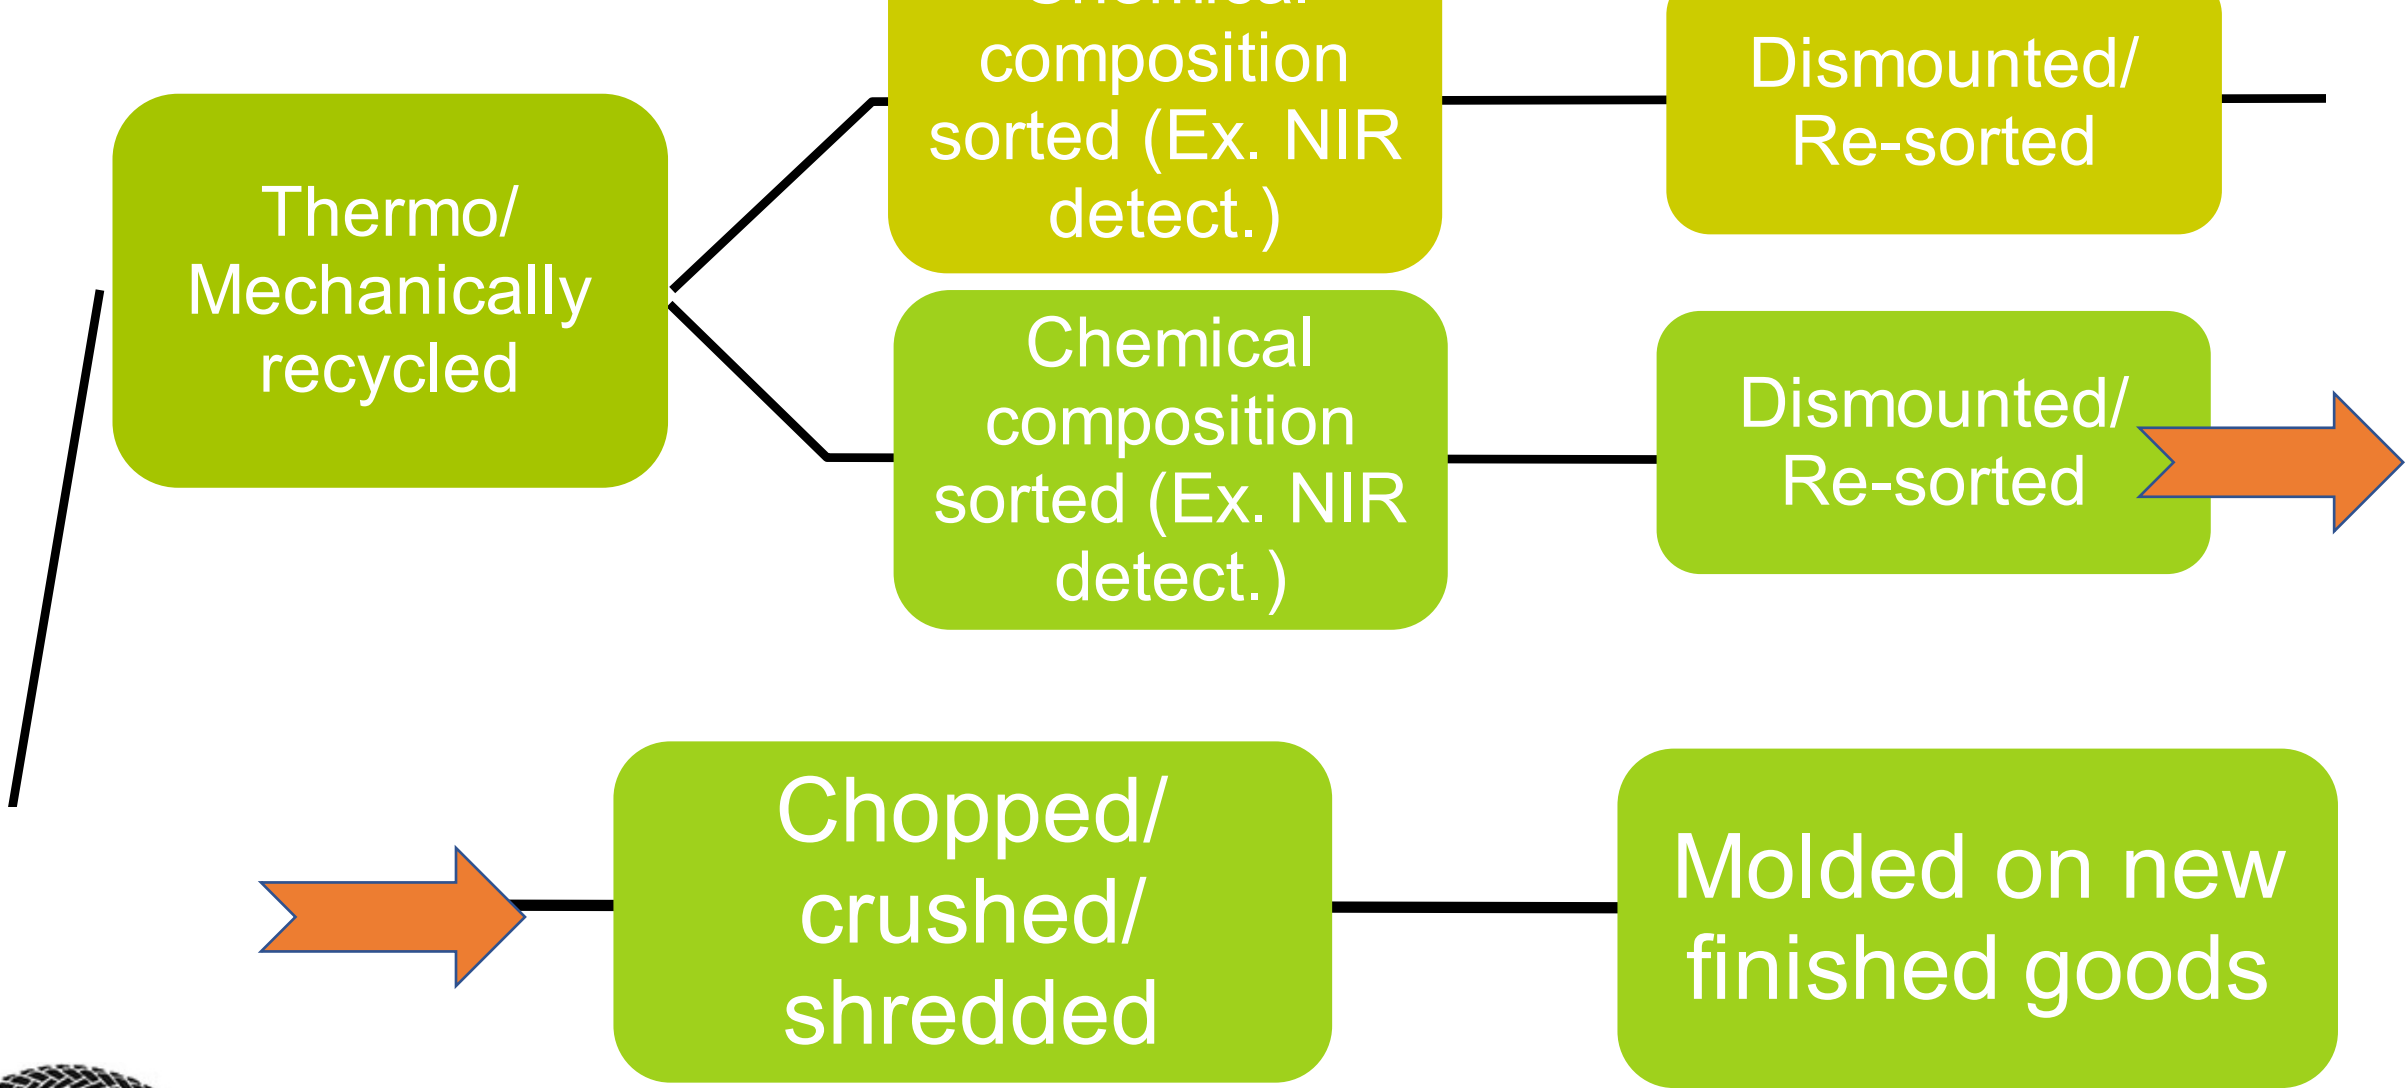 Thermo/
Mechanically
recycled
Chemical
composition
sorted (Ex. NIR
detect.)
Dismounted/
Re-sorted
Chemical
composition
sorted (Ex. NIR
detect.)
Dismounted/
Re-sorted
Chopped/
crushed/
shredded
Molded on new
finished goods